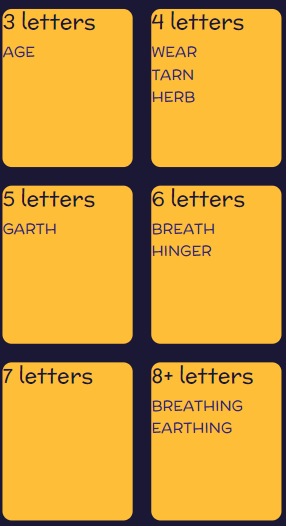 3 letters
AGE
4 letters
WEAR
TARN
HERB
5 letters
GARTH
6 letters
BREATH
HINGER
7 letters
8+ letters
BREATHING
EARTHING